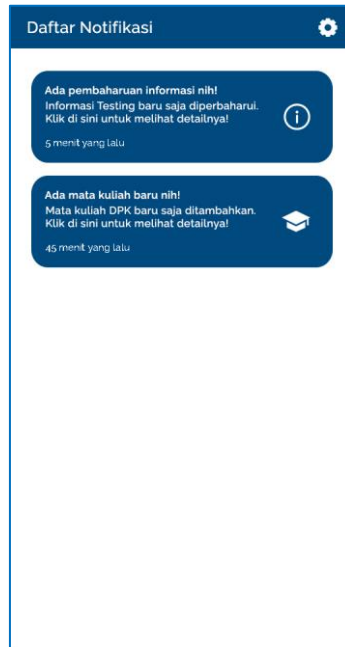 Daftar Notifikasi
Ada pembaharuan informasi nih!
Informasi Testing baru saja diperbaharui.
Klik di sini untuk melihat detailnya!
5 menit yang lalu
Ada mata kuliah baru nih!
Mata kuliah DPK baru saja ditambahkan.
Klik di sini untuk melihat detailnya!
45 menit yang lalu